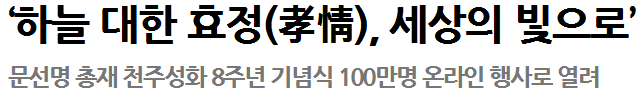 ‘하늘 대한 효정(孝情), 세상의 빛으로’
문선명 총재 천주성화 8주년 기념식 100만명 온라인 행사로 열려